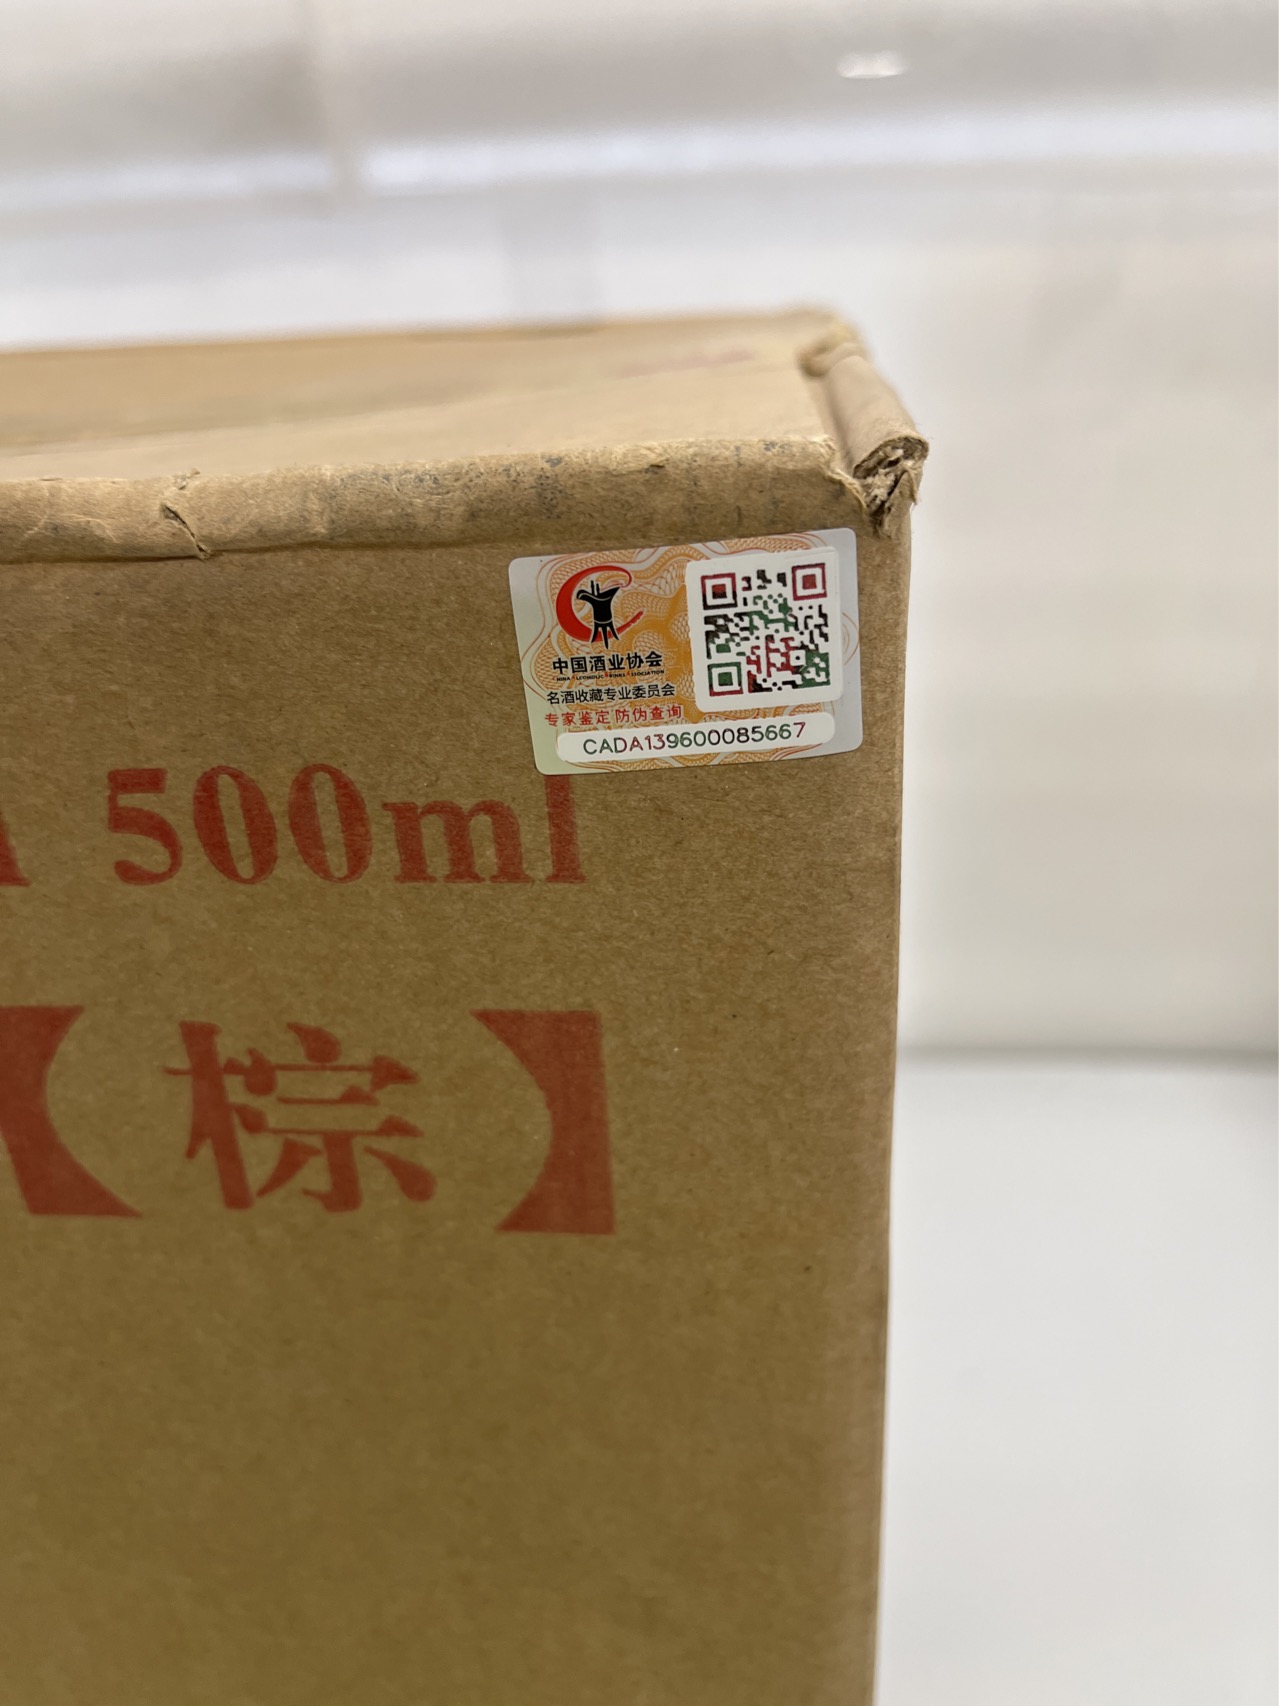 中国酒业协会
名酒收藏专业委员会
专家鉴定 防伪查询
CADA139600085667
500ml
【棕】